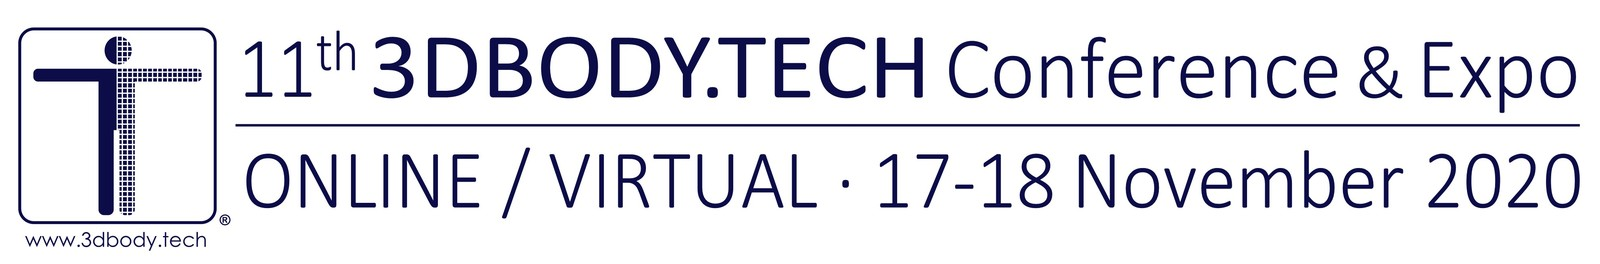 11th 3DBODY.TECH Conference & Expo
ONLINE / VIRTUAL · 17-18 November 2020
®
www.3dbody.tech